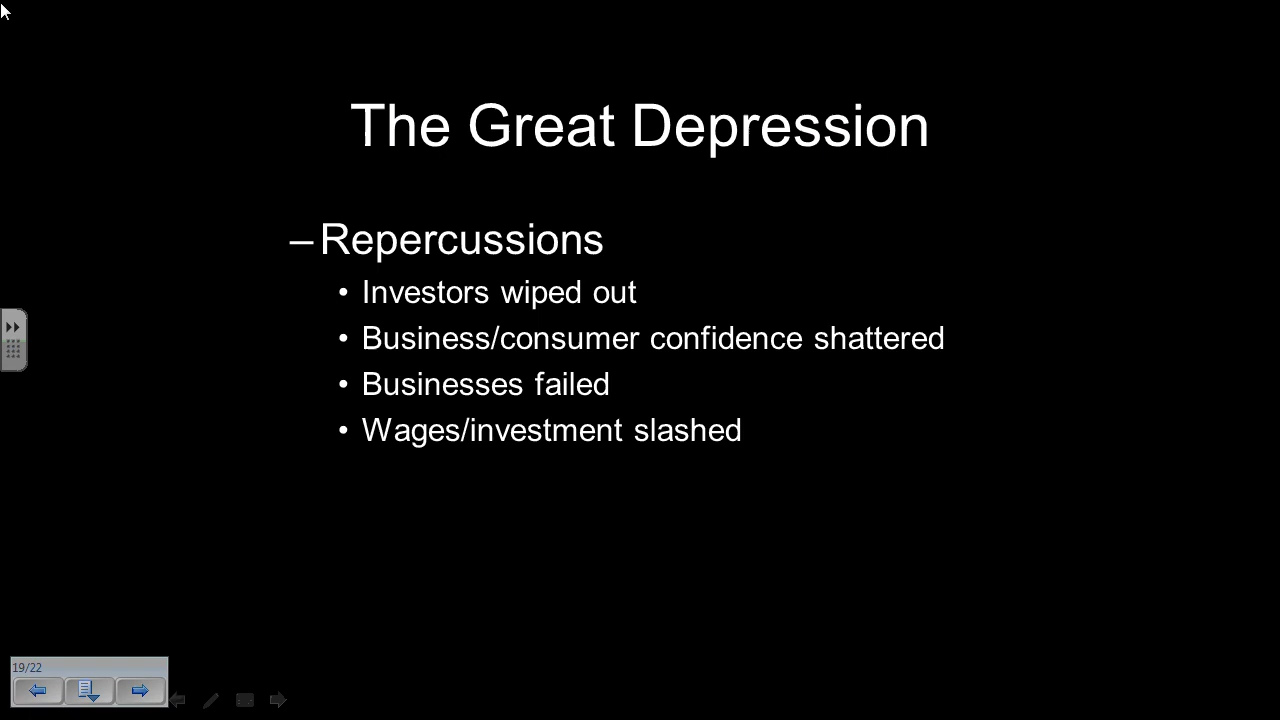 The Great Depression
– Repercussions
• Investors wiped out
• Business/consumer confidence shattered
• Businesses failed
• Wages/investment slashed
19/22